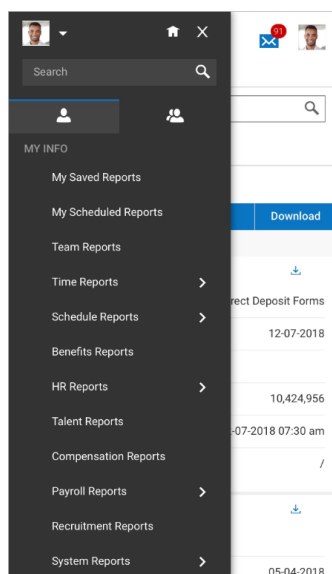 91
Search
MY INFO
My Saved Reports
My Scheduled Reports
Download
Team Reports
Time Reports
rect Deposit Forms
Schedule Reports
12-07-2018
Benefits Reports
HR Reports
10,424,956
Talent Reports
-07-2018 07:30 am
Compensation Reports
/
Payroll Reports
Recruitment Reports
System Reports
05-04-2018